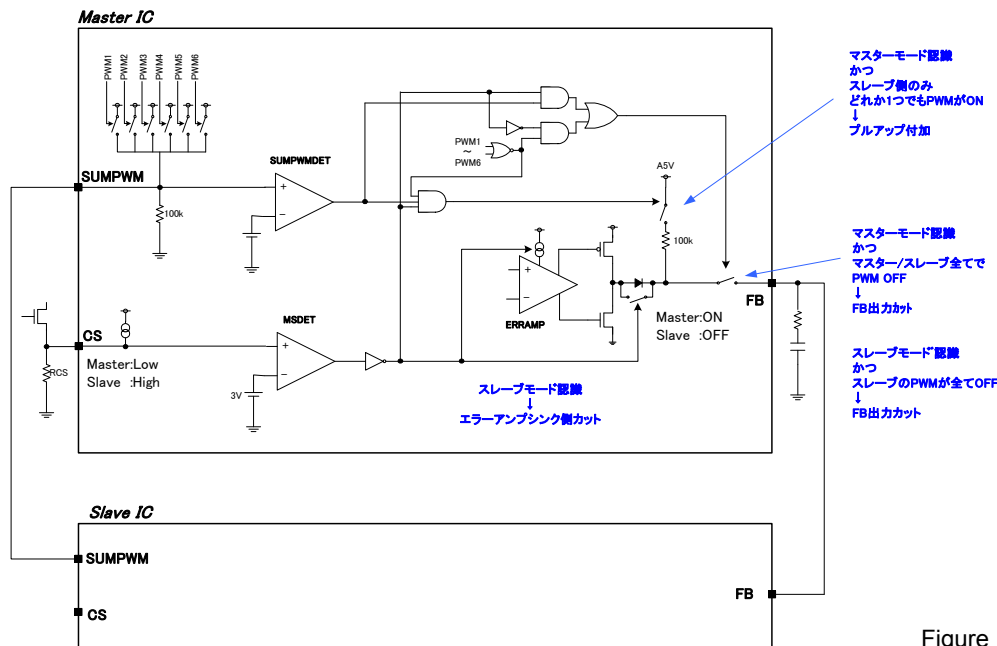 Master IC
PWM1
PWM2
PWM3
PWM4
PWM5
PWM6
SUMPWM
100k
SUMPWMDET
PWM1
～
PWM6
A5V
100k
マスターモード認識
かつ
スレーブ側のみ
どれか1つでもPWMがON
↓
プルアップ付加
マスターモード認識
かつ
マスター/スレーブ全てで
PWM OFF
↓
FB出力カット
スレーブモード認識
かつ
スレーブのPWMが全てOFF
↓
FB出力カット
FB
Master:ON
Slave :OFF
ERRAMP
CS
RCS
Master:Low
Slave :High
MSDET
3V
スレーブモード認識
↓
エラーアンプシンク側カット
Slave IC
SUMPWM
CS
FB
Figure